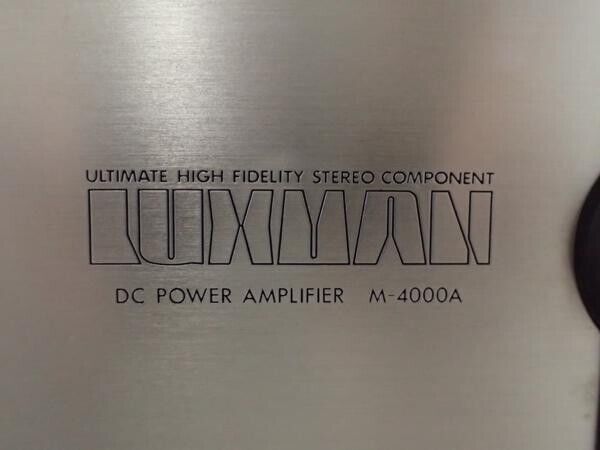 ULTIMATE HIGH FIDELITY STEREO COMPONENT
LUXMAN
DC POWER AMPLIFIER M-4000A